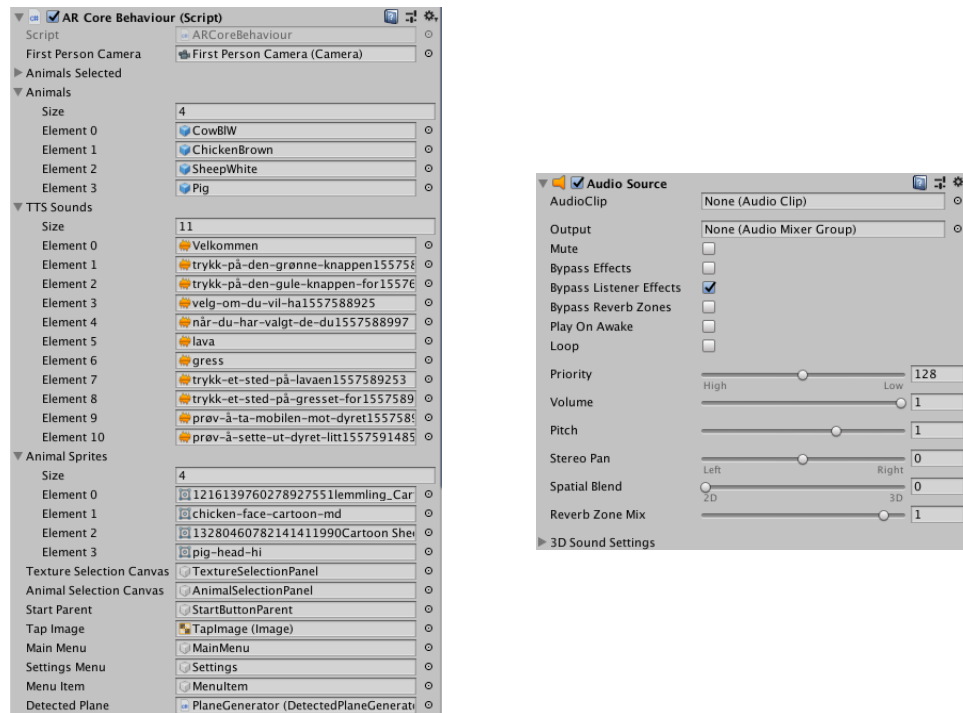 AR Core Behaviour (Script)
Script ARCoreBehaviour
First Person Camera First Person Camera (Camera)
Animals Selected
Animals
Size 4
Element 0 CowBlW
Element 1 ChickenBrown
Element 2 SheepWhite
Element 3 Pig
TTS Sounds
Size 11
Element 0 Velkommen
Element 1 trykk-på-den-grønne-knappen155758
Element 2 trykk-på-den-gule-knappen-for15576
Element 3 velg-om-du-vil-ha1557588925
Element 4 når-du-har-valgt-de-du1557588997
Element 5 lava
Element 6 gress
Element 7 trykk-et-sted-på-lavaen1557589253
Element 8 trykk-et-sted-på-gresset-for1557589
Element 9 prøv-å-ta-mobilen-mot-dyret1557589
Element 10 prøv-å-sette-ut-dyret-litt1557591485
Animal Sprites
Size 4
Element 0 1216139760278927551lemmling_Car
Element 1 chicken-face-cartoon-md
Element 2 13280460782141411990Cartoon Shee
Element 3 pig-head-hi
Texture Selection Canvas TextureSelectionPanel
Animal Selection Canvas AnimalSelectionPanel
Start Parent StartButtonParent
Tap Image TapImage (Image)
Main Menu MainMenu
Settings Menu Settings
Menu Item MenuItem
Detected Plane PlaneGenerator (DetectedPlaneGenerat
Audio Source
AudioClip None (Audio Clip)
Output None (Audio Mixer Group)
Mute
Bypass Effects
Bypass Listener Effects
Bypass Reverb Zones
Play On Awake
Loop
Priority 128
High Low
Volume 1
Pitch 1
Stereo Pan 0
Left Right
Spatial Blend 0
2D 3D
Reverb Zone Mix 1
3D Sound Settings